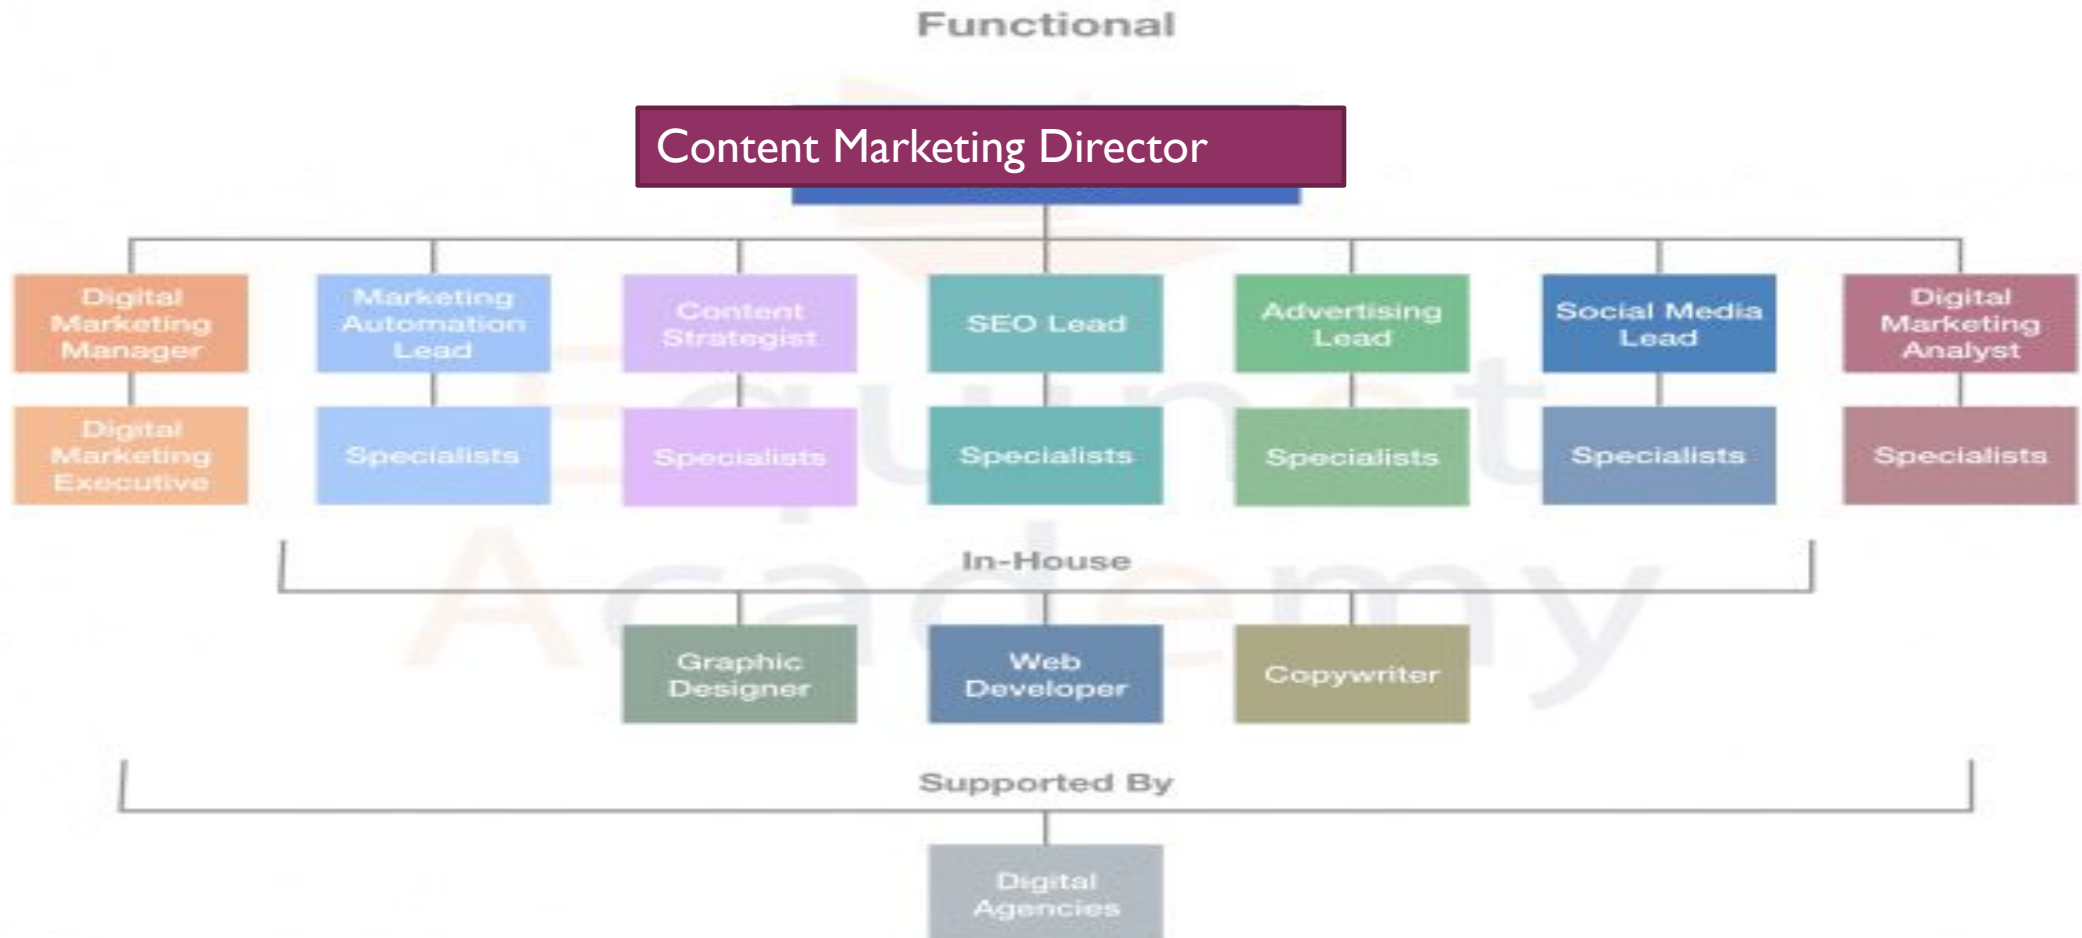 Functional
Content Marketing Director
Digital
Marketing
Manager
Marketing
Automation
Lead
Content
Strategist
SEO Lead
Advertising
Lead
Social Media
Lead
Digital
Marketing
Analyst
Digital
Marketing
Executive
Specialists
Specialists
Specialists
Specialists
Specialists
Specialists
In-House
Graphic
Designer
Web
Developer
Copywriter
Supported By
Digital
Agencies
Equinet
Academy